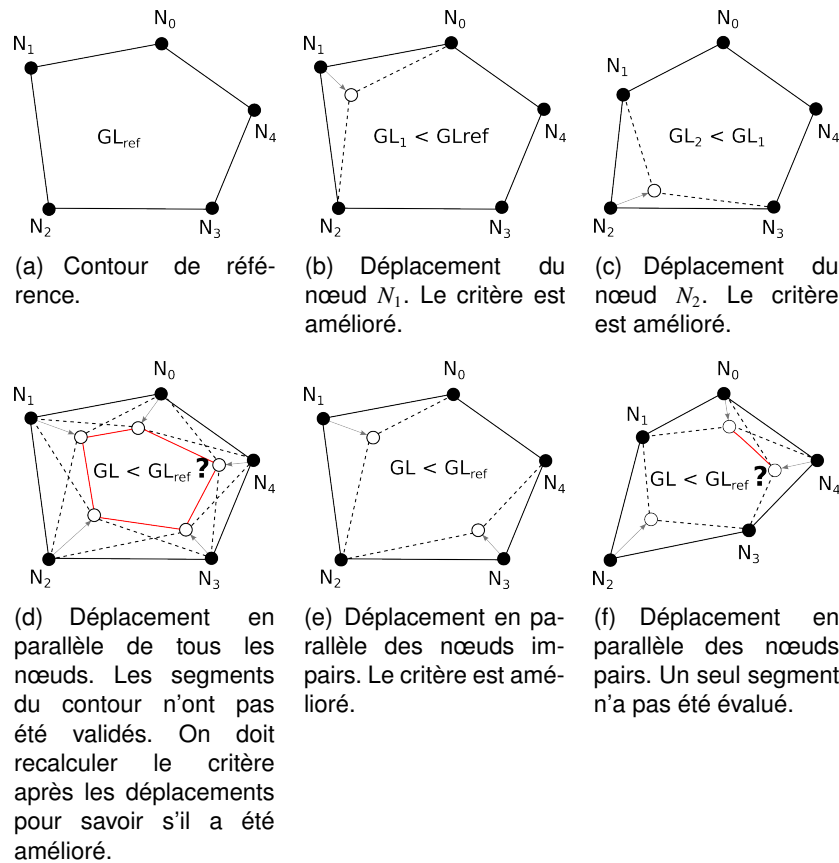 N0
N1
GLref
N4
N2
N3
(a) Contour de réfé-
rence.
N0
N1
GL1 < GLref
N4
N2
N3
(b) Déplacement du
nœud N1. Le critère est
amélioré.
N0
N1
GL2 < GL1
N4
N2
N3
(c) Déplacement du
nœud N2. Le critère
est amélioré.
N0
N1
GL < GLref ?
N4
N2
N3
(d) Déplacement en
parallèle de tous les
nœuds. Les segments
du contour n'ont pas
été validés. On doit
recalculer le critère
après les déplacements
pour savoir s'il a été
amélioré.
N0
N1
GL < GLref
N4
N2
N3
(e) Déplacement en pa-
rallèle des nœuds im-
pairs. Le critère est amé-
lioré.
N0
N1
GL < GLref ?
N4
N3
N2
(f) Déplacement en
parallèle des nœuds
pairs. Un seul segment
n'a pas été évalué.